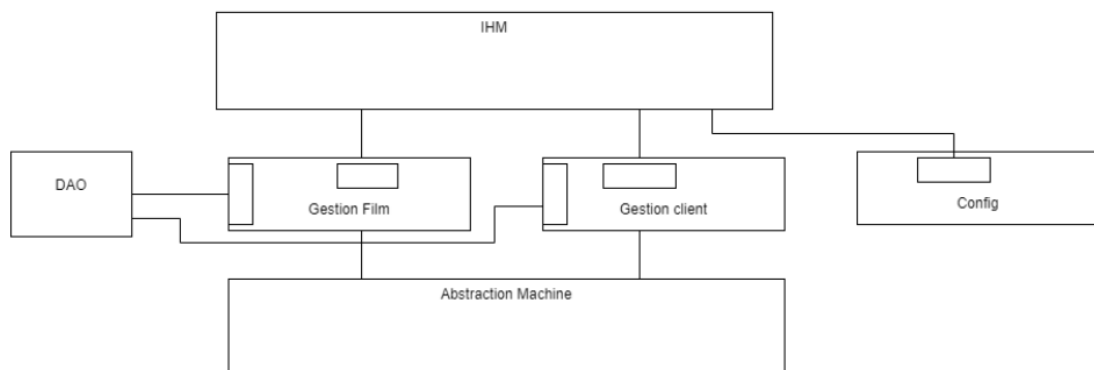 IHM
DAO
Gestion Film
Gestion client
Config
Abstraction Machine